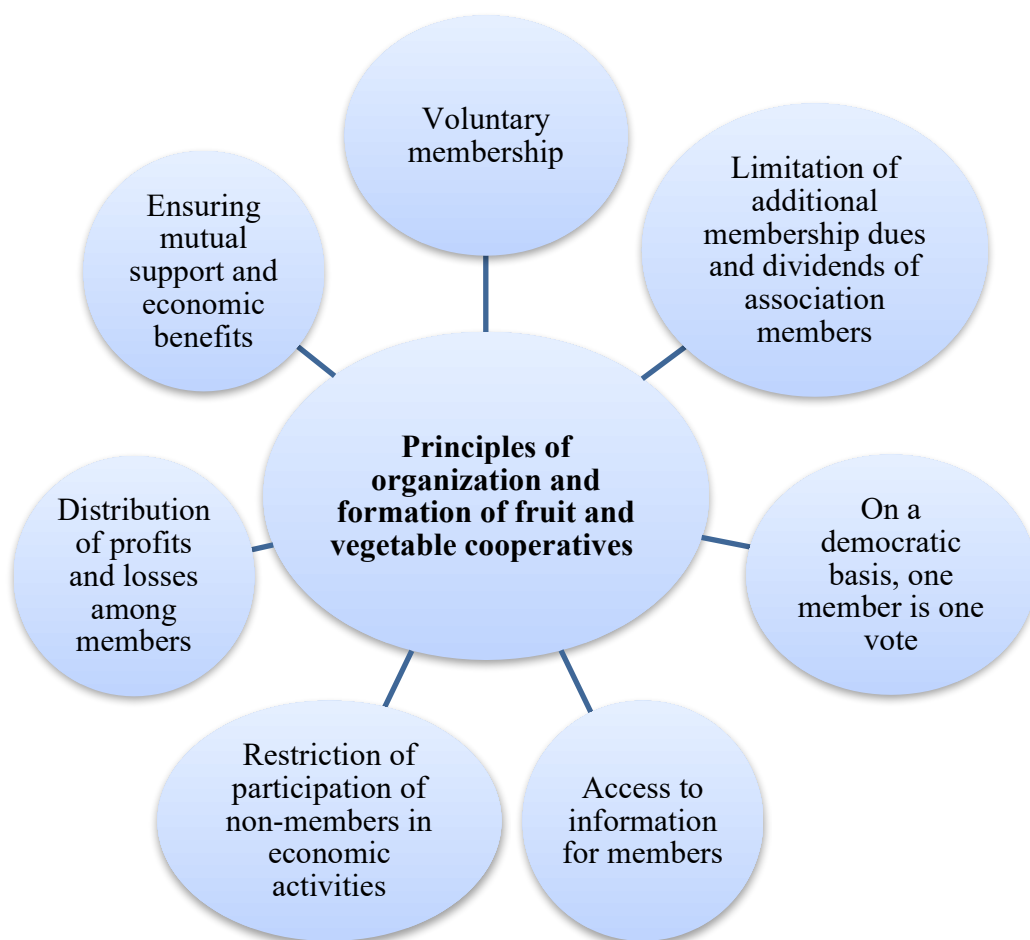 Voluntary
membership
Limitation of
additional
membership dues
and dividends of
association
members
On a
democratic
basis, one
member is one
vote
Access to
information
for members
Restriction of
participation of
non-members in
economic
activities
Distribution
of profits
and losses
among
members
Ensuring
mutual
support and
economic
benefits
Principles of
organization and
formation of fruit and
vegetable cooperatives